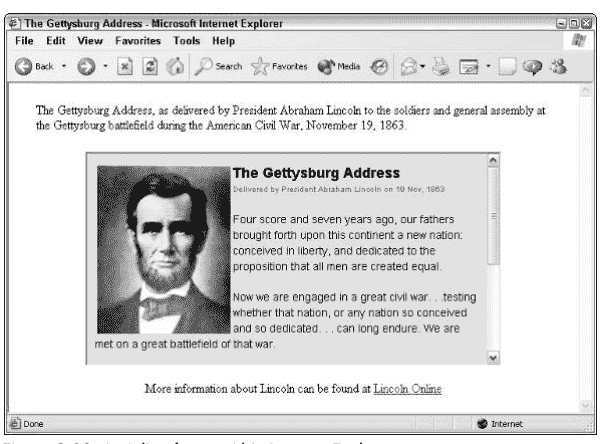 The Gettysburg Address - Microsoft Internet Explorer
File Edit View Favorites Tools Help
Back Search Favorites Media
The Gettysburg Address, as delivered by President Abraham Lincoln to the soldiers and general assembly at
the Gettysburg battlefield during the American Civil War, November 19, 1863.
The Gettysburg Address
Delivered by President Abraham Lincoln on 19 Nov, 1863
Four score and seven years ago, our fathers
brought forth upon this continent a new nation:
conceived in liberty, and dedicated to the
proposition that all men are created equal.
Now we are engaged in a great civil war. . .testing
whether that nation, or any nation so conceived
and so dedicated. . . can long endure. We are
met on a great battlefield of that war.
More information about Lincoln can be found at Lincoln Online
Done Internet